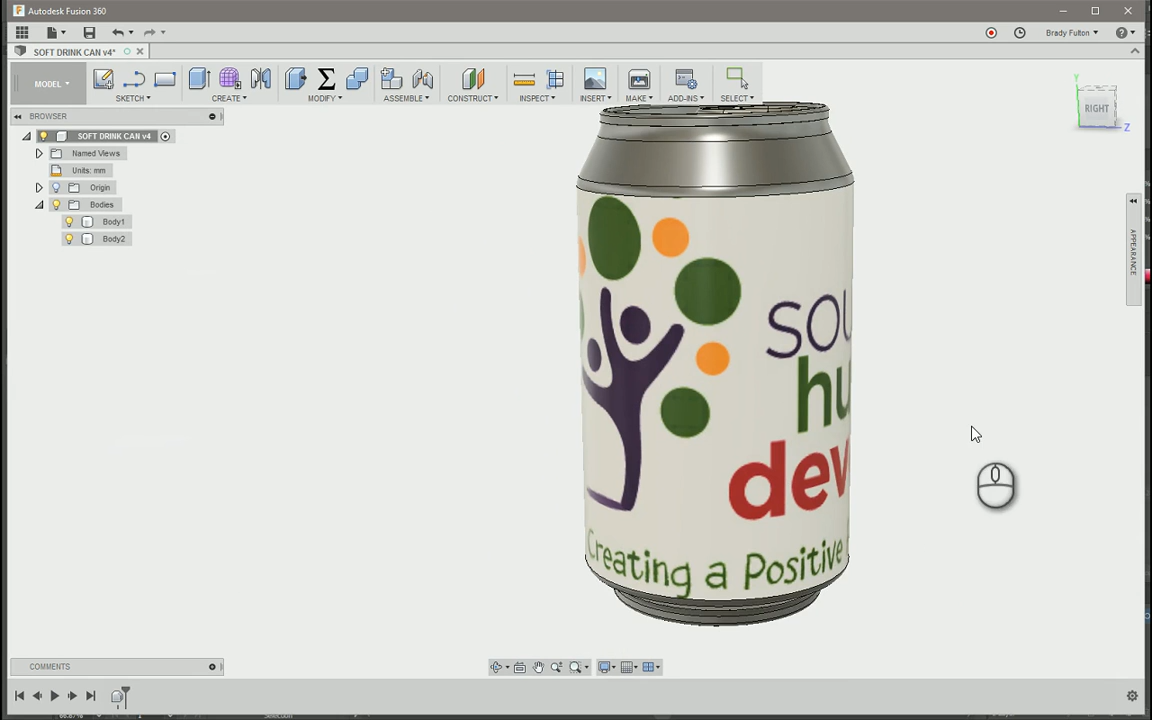 Autodesk Fusion 360
Brady Fulton
SOFT DRINK CAN v4*
MODEL
SKETCH
CREATE
MODIFY
ASSEMBLE
CONSTRUCT
INSPECT
INSERT
MAKE
ADD-INS
SELECT
BROWSER
SOFT DRINK CAN v4
Named Views
Units: mm
Origin
Bodies
Body1
Body2
Y
RIGHT
Z
APPEARANCE
SOU
hu
dev
Creating a Positive
COMMENTS